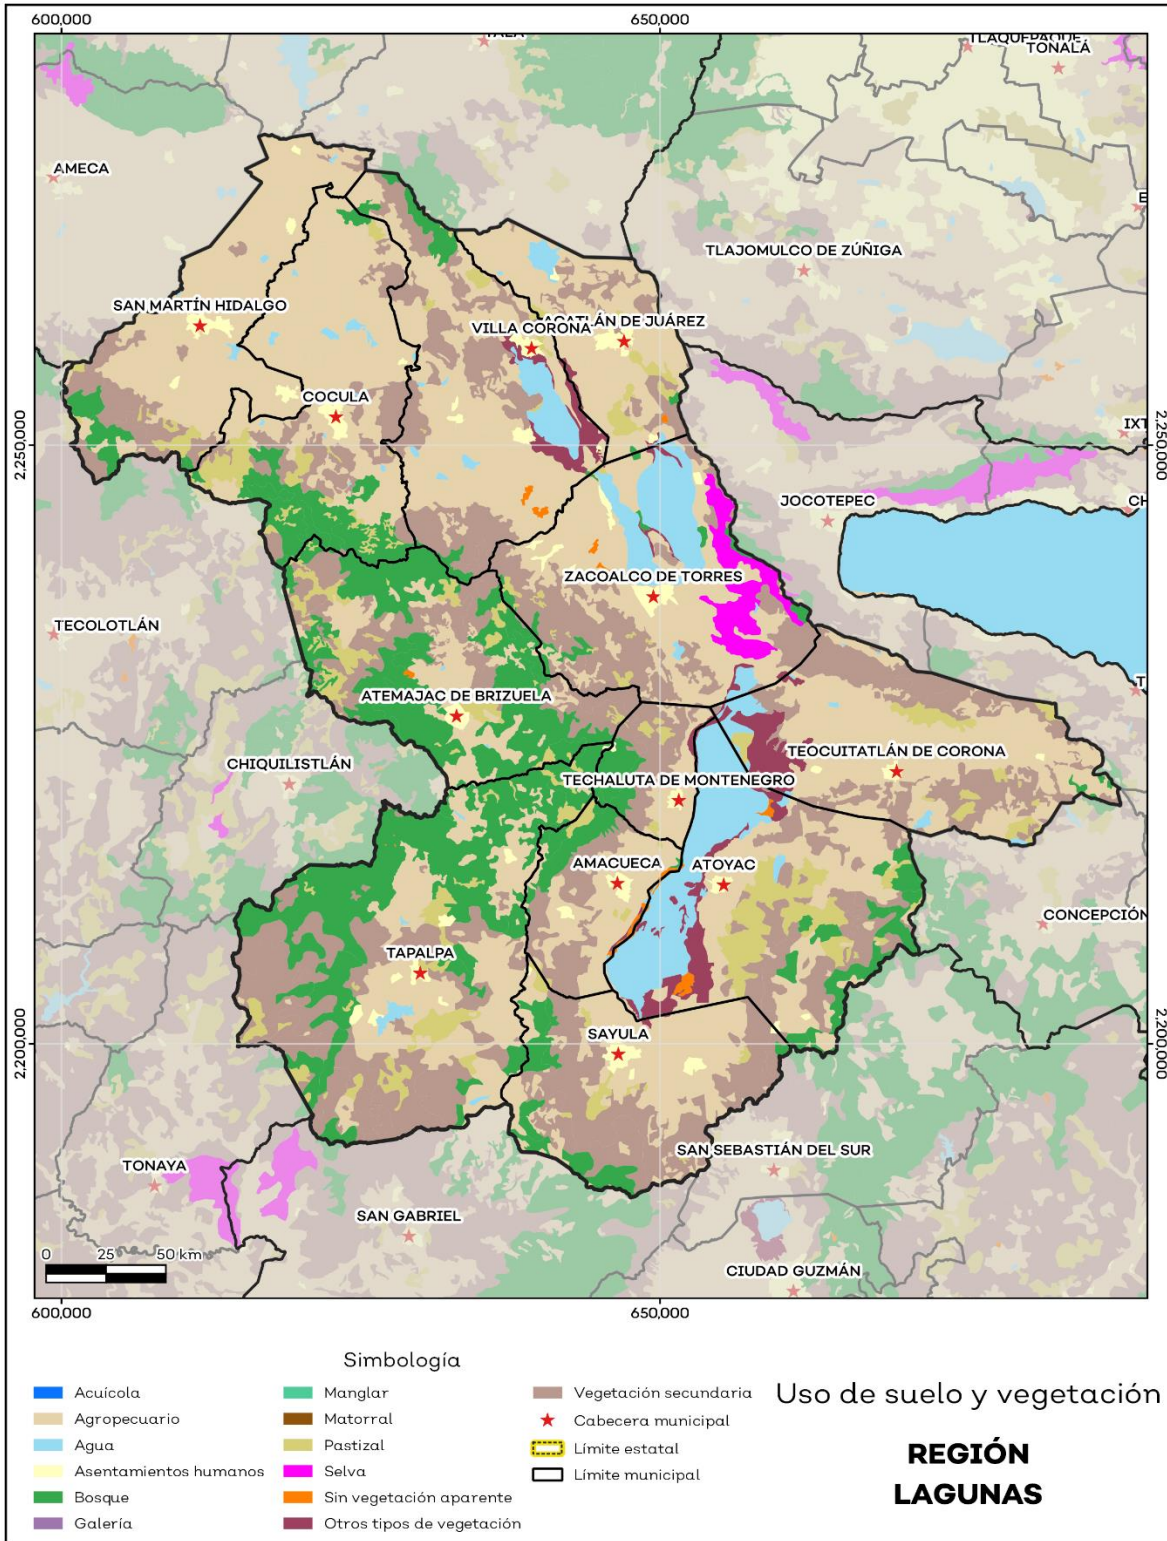 600,000
650,000
TALA
TLAQUEPAQUE
TONALÁ
AMECA
TLAJOMULCO DE ZÚÑIGA
SAN MARTÍN HIDALGO
ACATLÁN DE JUÁREZ
VILLA CORONA
COCULA
IXT
2,250,000
2,250,000
JOCOTEPEC
CH
ZACOALCO DE TORRES
TECOLOTLÁN
T
ATEMAJAC DE BRIZUELA
TEOCUITATLÁN DE CORONA
CHIQUILISTLÁN
TECHALUTA DE MONTENEGRO
AMACUECA
ATOYAC
CONCEPCIÓN
TAPALPA
2,200,000
2,200,000
SAYULA
SAN SEBASTIÁN DEL SUR
TONAYA
SAN GABRIEL
0 25 50 km
CIUDAD GUZMÁN
600,000
650,000
Simbología
Acuícola
Agropecuario
Agua
Asentamientos humanos
Bosque
Galería
Manglar
Matorral
Pastizal
Selva
Sin vegetación aparente
Otros tipos de vegetación
Vegetación secundaria
Cabecera municipal
Límite estatal
Límite municipal
Uso de suelo y vegetación
REGIÓN
LAGUNAS